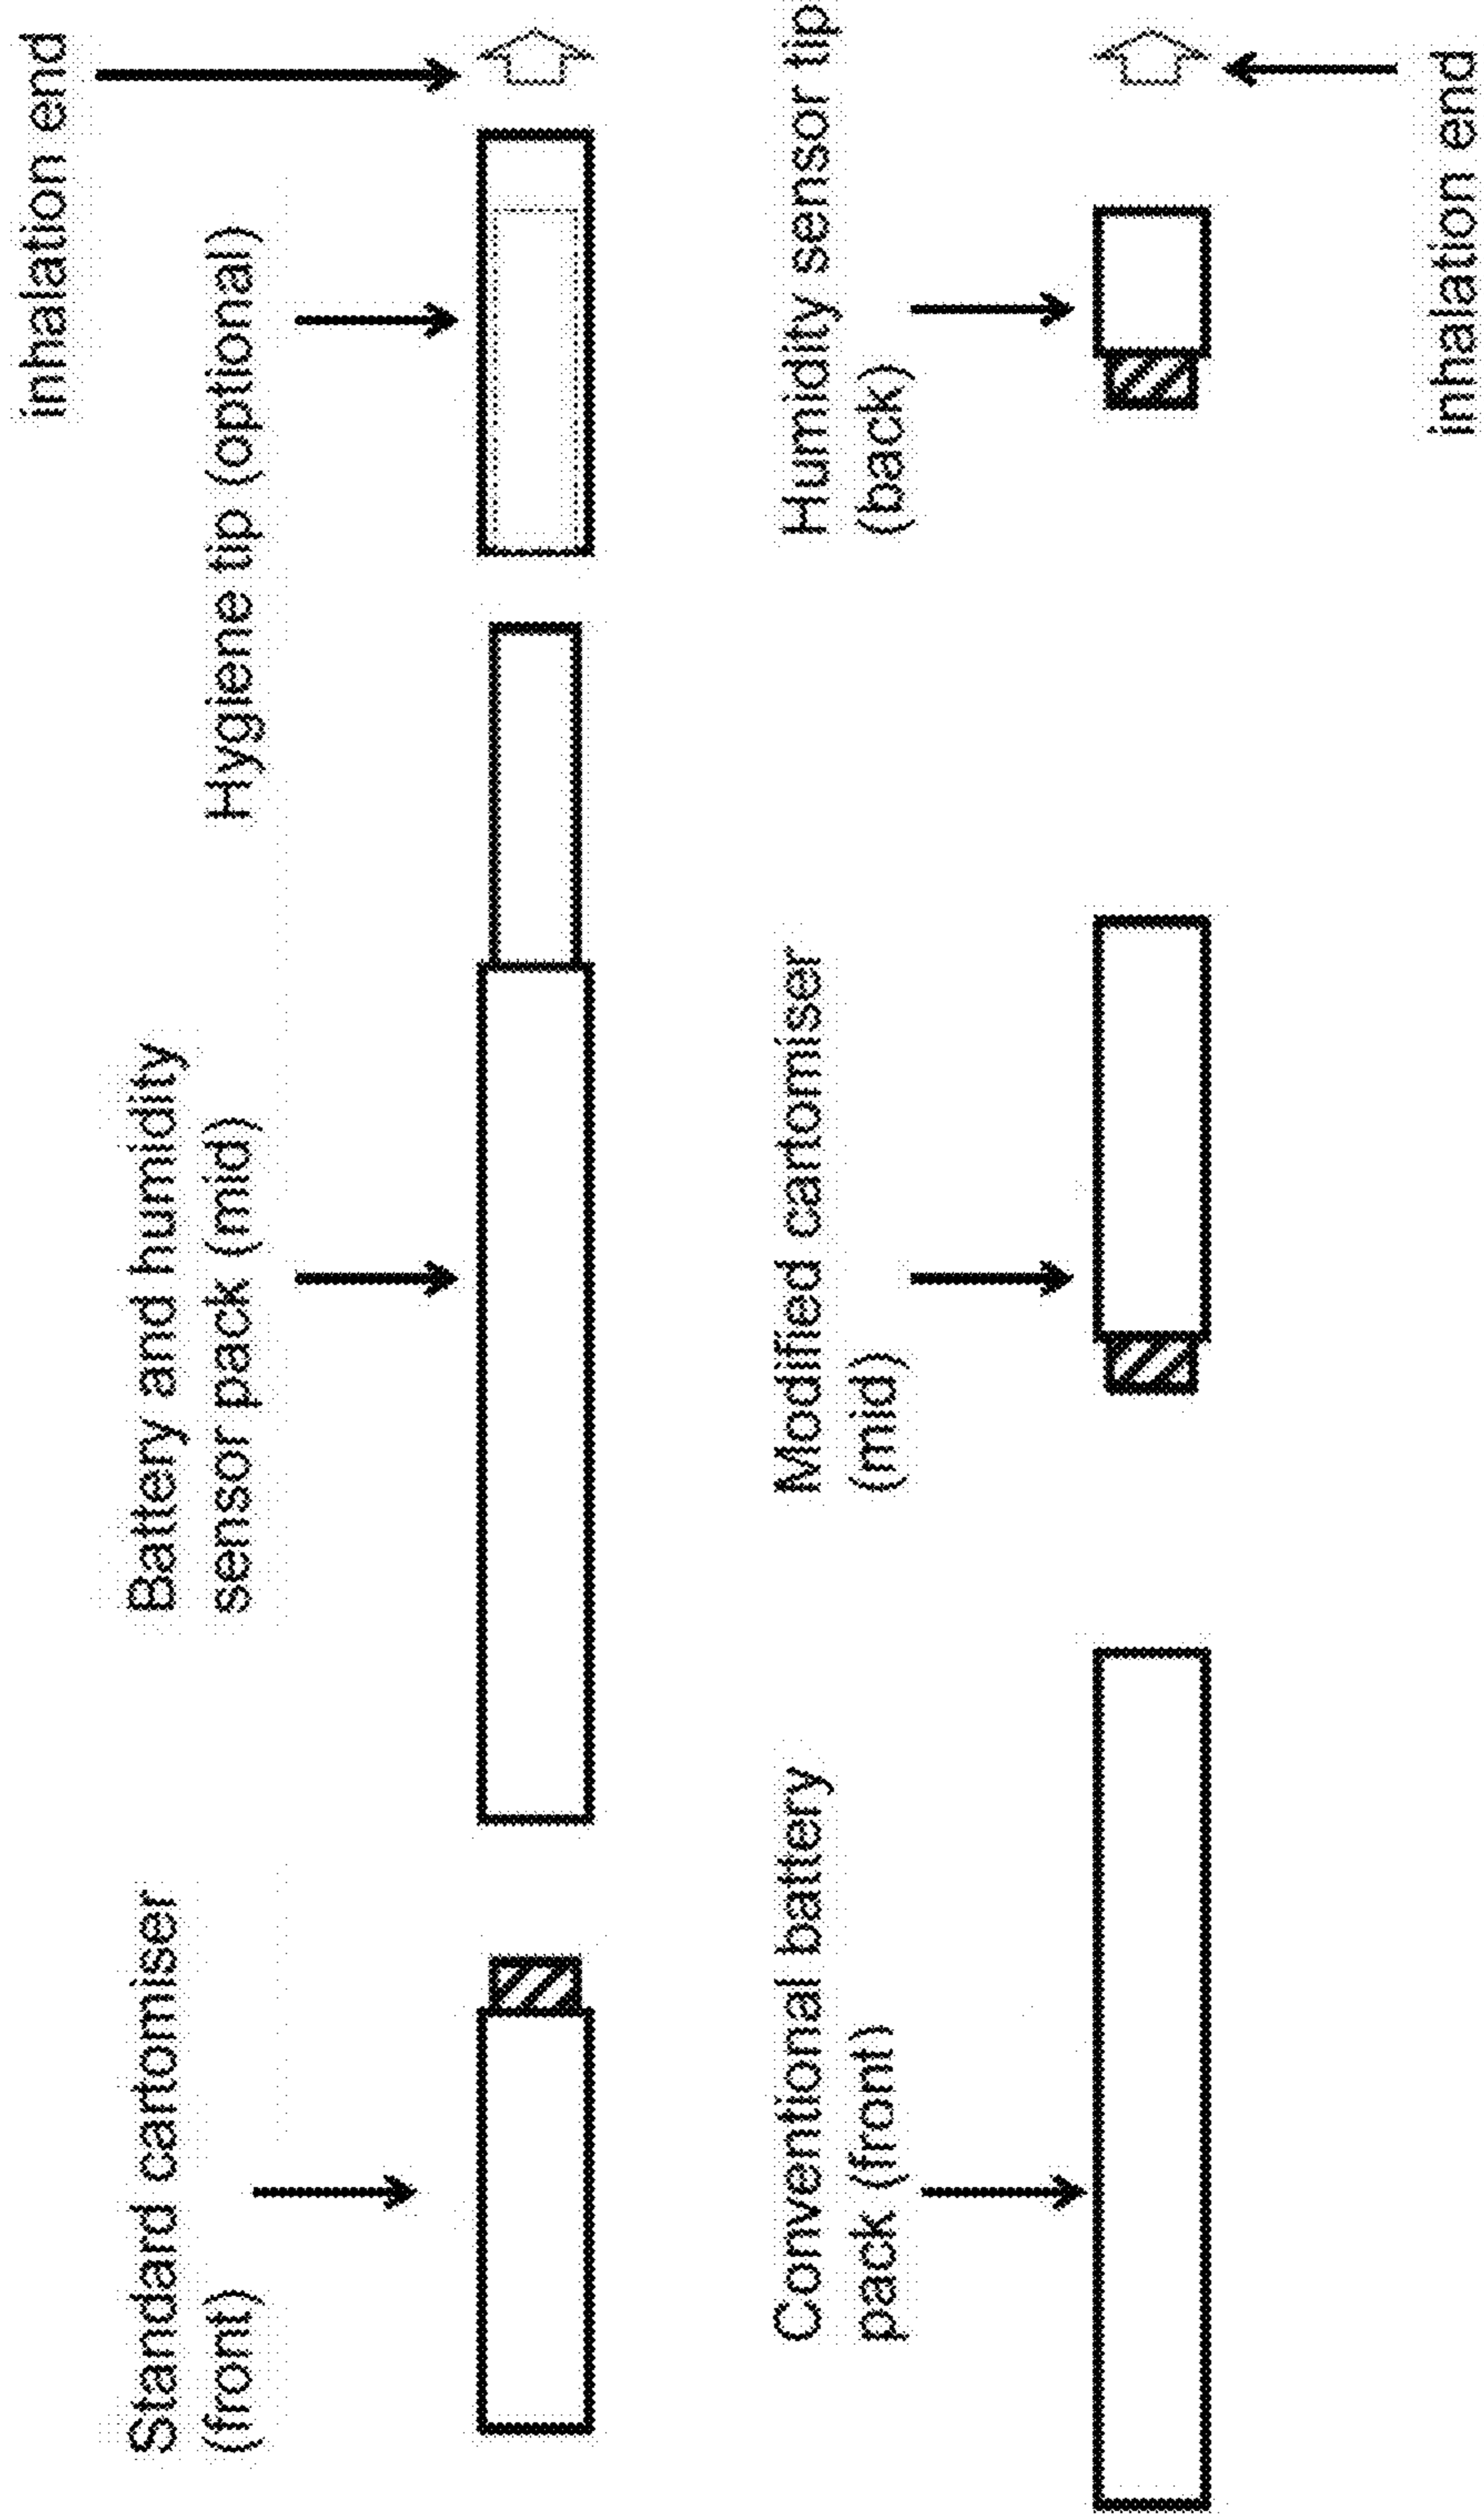 inhalation end
Standard cartomiser
(front)
Battery and humidity
sensor pack (mid)
Hygiene tip (optional)
Conventional battery
pack (front)
Modified cartomiser
(mid)
Humidity sensor tip
(back)
inhalation end